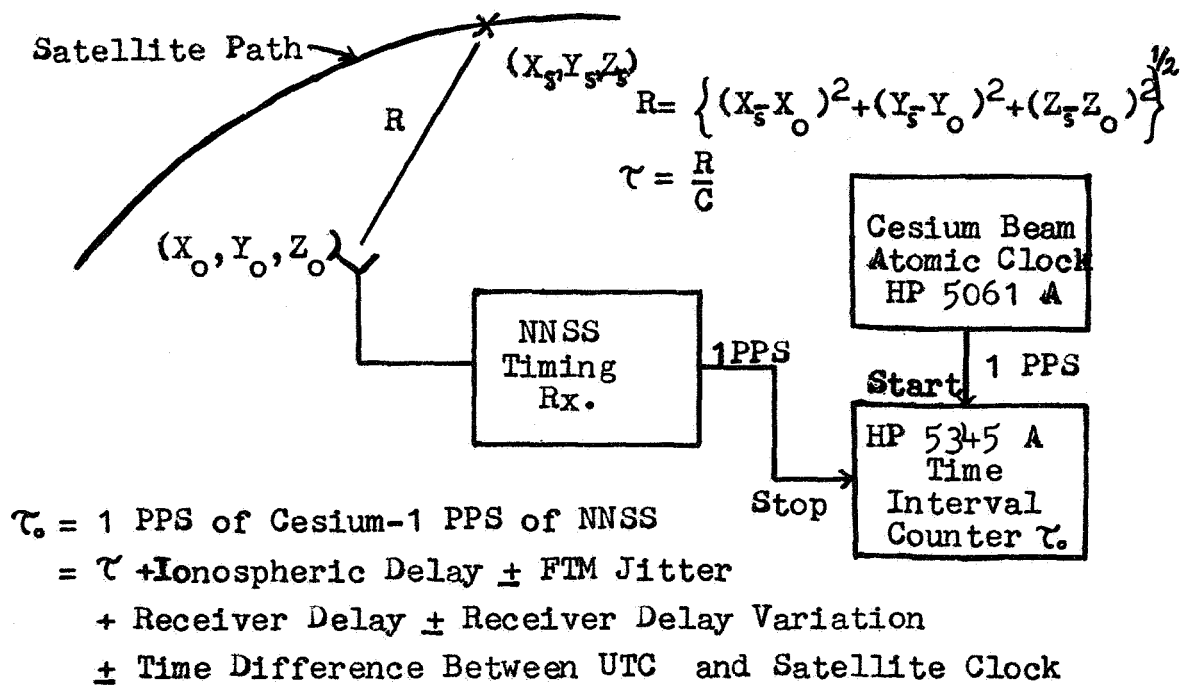 Satellite Path
(Xs,Ys,Zs)
R
R= {(Xs-Xo)²+(Ys-Yo)²+(Zs-Zo)²}^1/2
τ = R/C
(Xo,Yo,Zo)
Cesium Beam
Atomic Clock
HP 5061 A
NNSS
Timing
Rx.
1PPS
1 PPS
Start
HP 5345 A
Time
Interval
Counter τo
Stop
τo = 1 PPS of Cesium-1 PPS of NNSS
= τ +Ionospheric Delay ± FTM Jitter
+ Receiver Delay ± Receiver Delay Variation
± Time Difference Between UTC and Satellite Clock